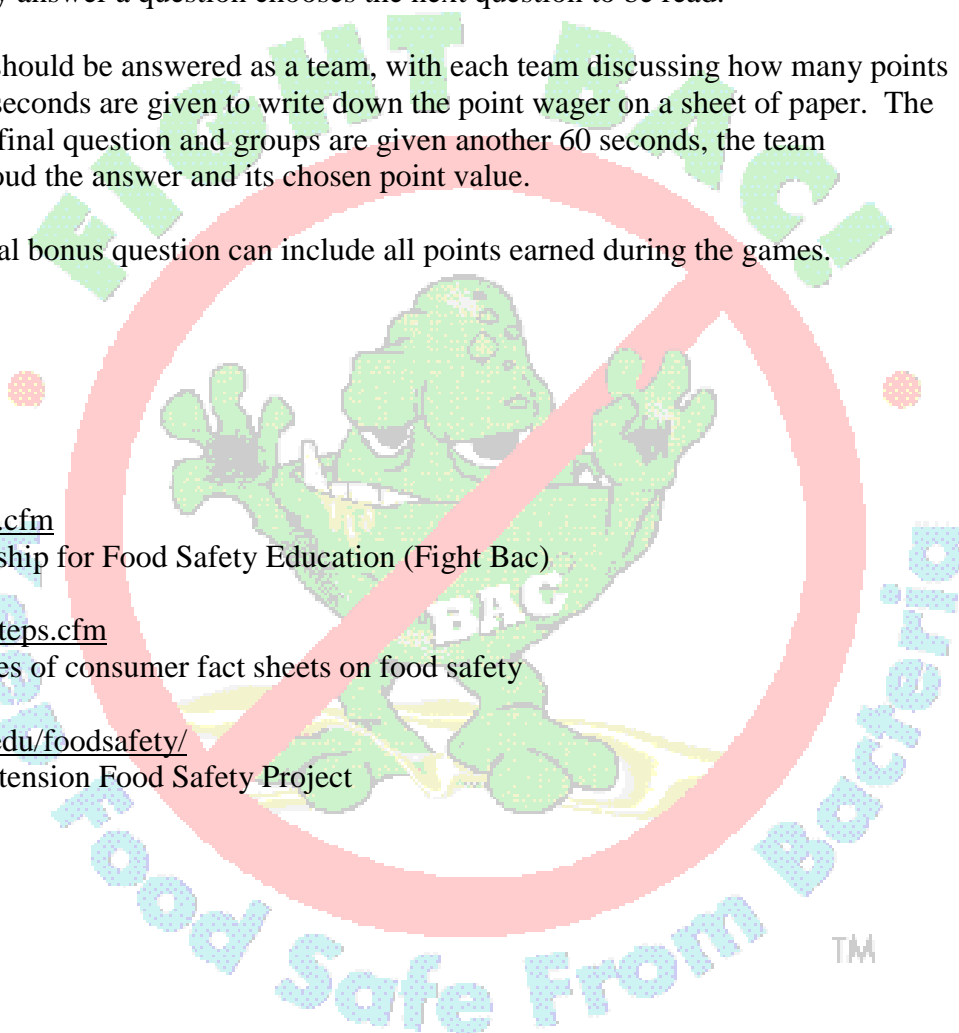 y answer a question chooses the next question to be read.
should be answered as a team, with each team discussing how many points
seconds are given to write down the point wager on a sheet of paper. The
final question and groups are given another 60 seconds, the team
oud the answer and its chosen point value.
al bonus question can include all points earned during the games.
FIGHT BAC!
.cfm
ship for Food Safety Education (Fight Bac)
BAC
teps.cfm
es of consumer fact sheets on food safety
edu/foodsafety/
tension Food Safety Project
Food Safe From Bacteria
TM